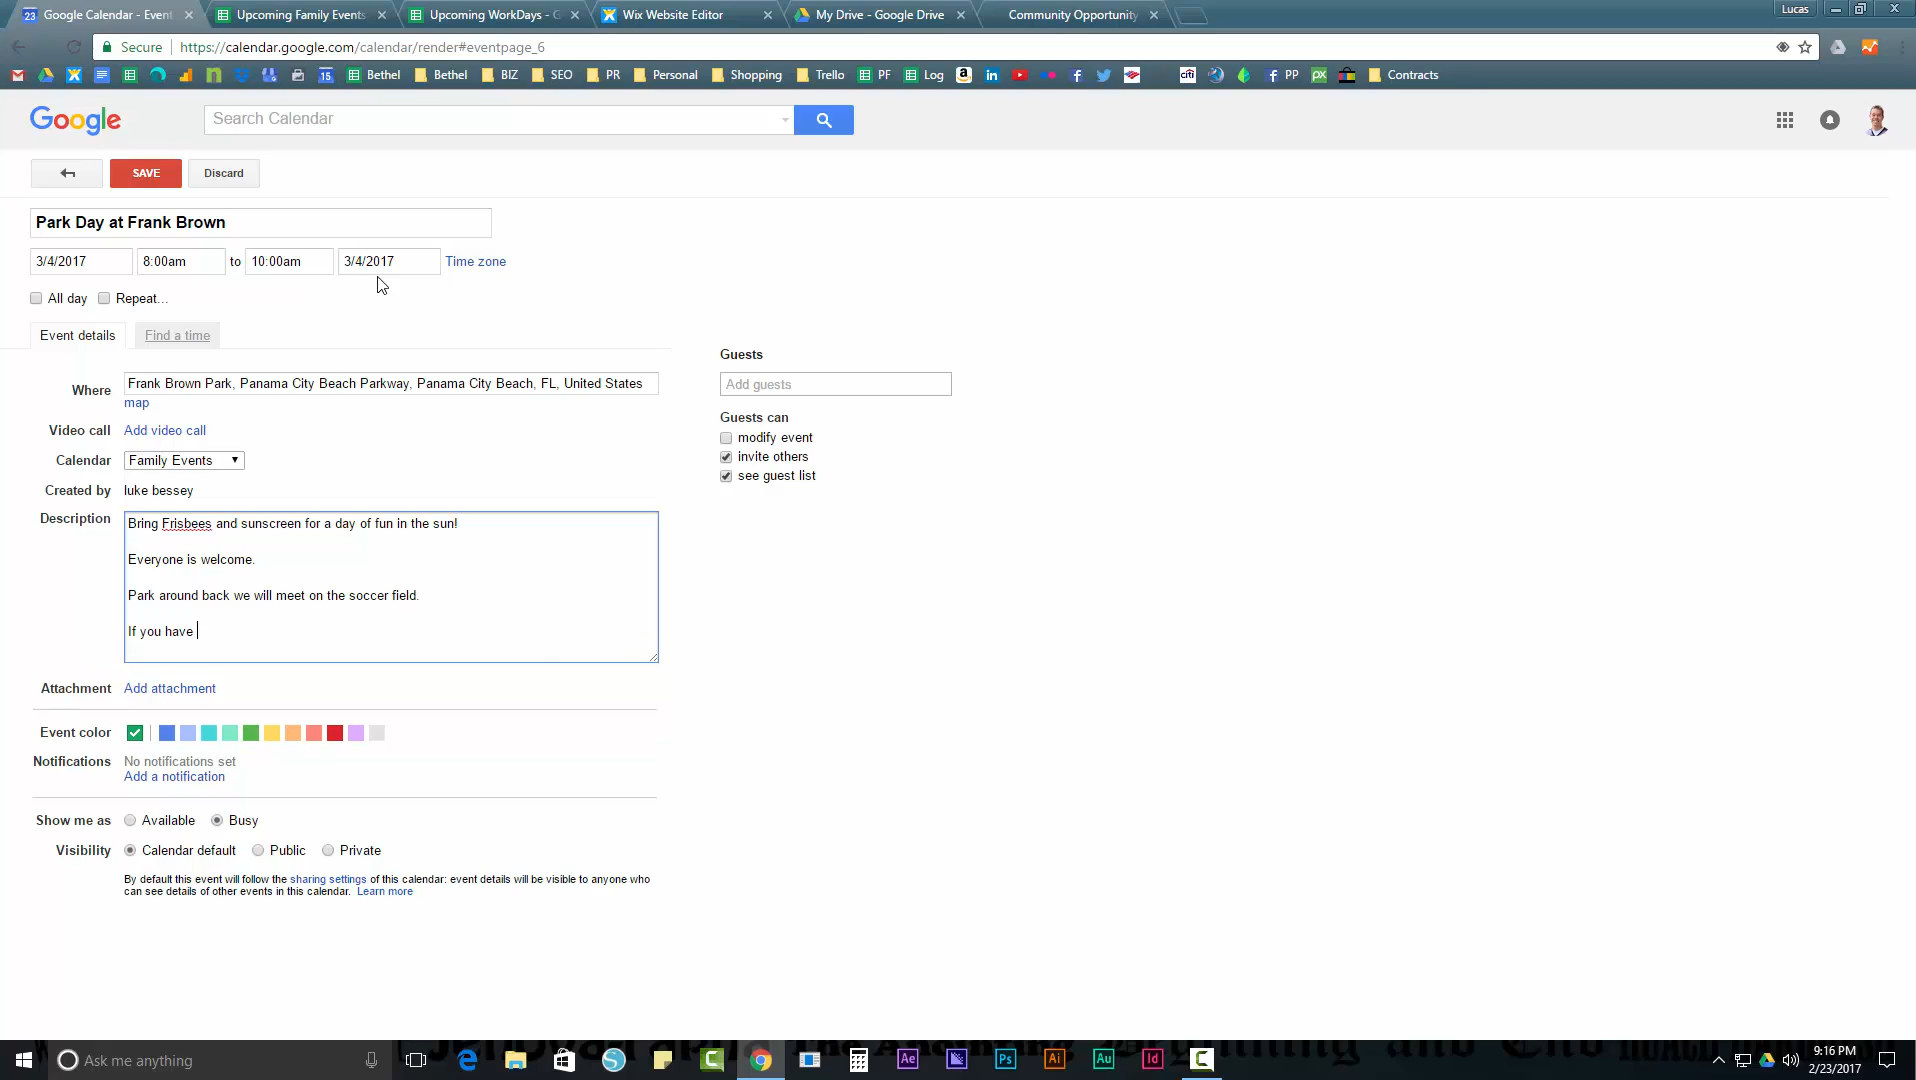 Google Calendar - Event
Upcoming Family Events
Upcoming WorkDays - G
Wix Website Editor
My Drive - Google Drive
Community Opportunity
Lucas
Secure
https://calendar.google.com/calendar/render#eventpage_6
Bethel
Bethel
BIZ
SEO
PR
Personal
Shopping
Trello
PF
Log
PP
Contracts
Google
Search Calendar
SAVE
Discard
Park Day at Frank Brown
3/4/2017 8:00am to 10:00am 3/4/2017 Time zone
All day Repeat...
Event details Find a time
Where Frank Brown Park, Panama City Beach Parkway, Panama City Beach, FL, United States
map
Video call Add video call
Calendar Family Events
Created by luke bessey
Description Bring Frisbees and sunscreen for a day of fun in the sun!
Everyone is welcome.
Park around back we will meet on the soccer field.
If you have
Attachment Add attachment
Event color
Notifications No notifications set
Add a notification
Show me as Available Busy
Visibility Calendar default Public Private
By default this event will follow the sharing settings of this calendar: event details will be visible to anyone who
can see details of other events in this calendar. Learn more
Guests
Add guests
Guests can
modify event
invite others
see guest list
Ask me anything
9:16 PM
2/23/2017